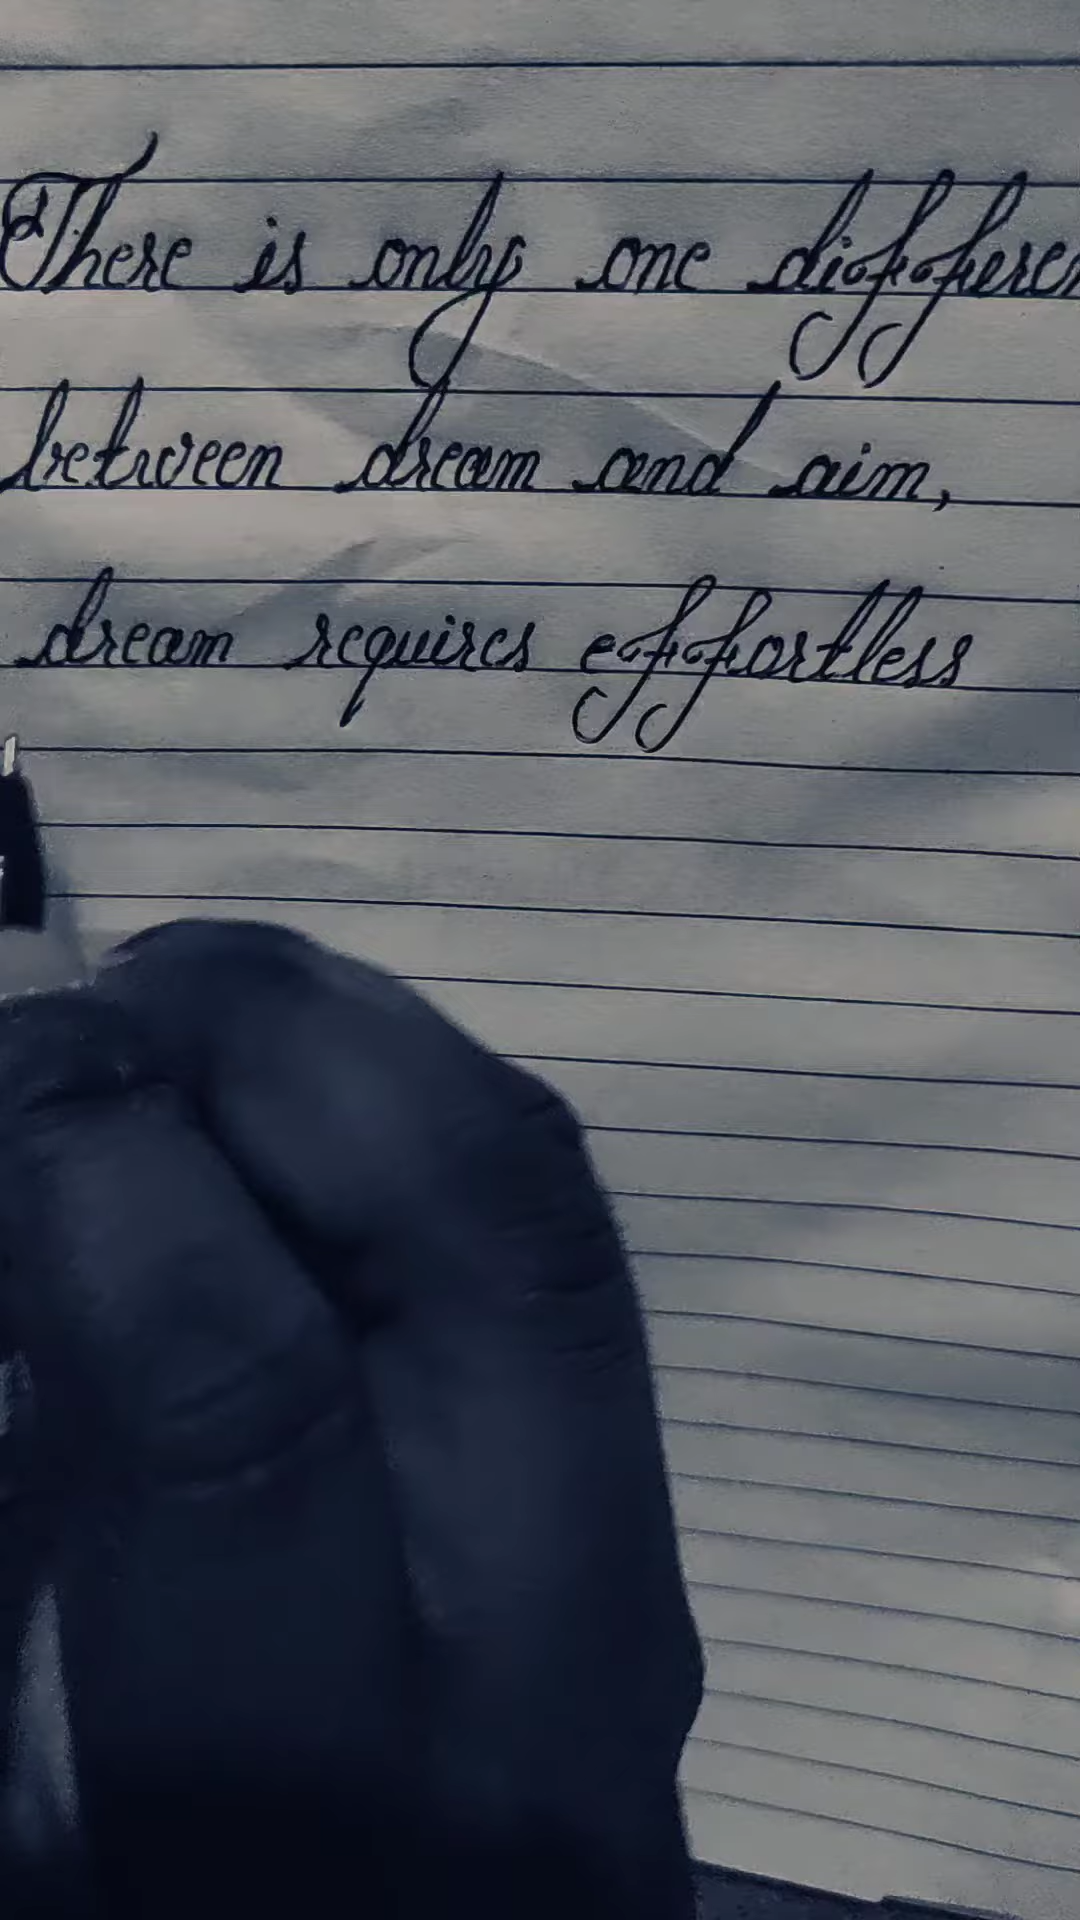 There is only one differen
between dream and aim,
dream requires effortless